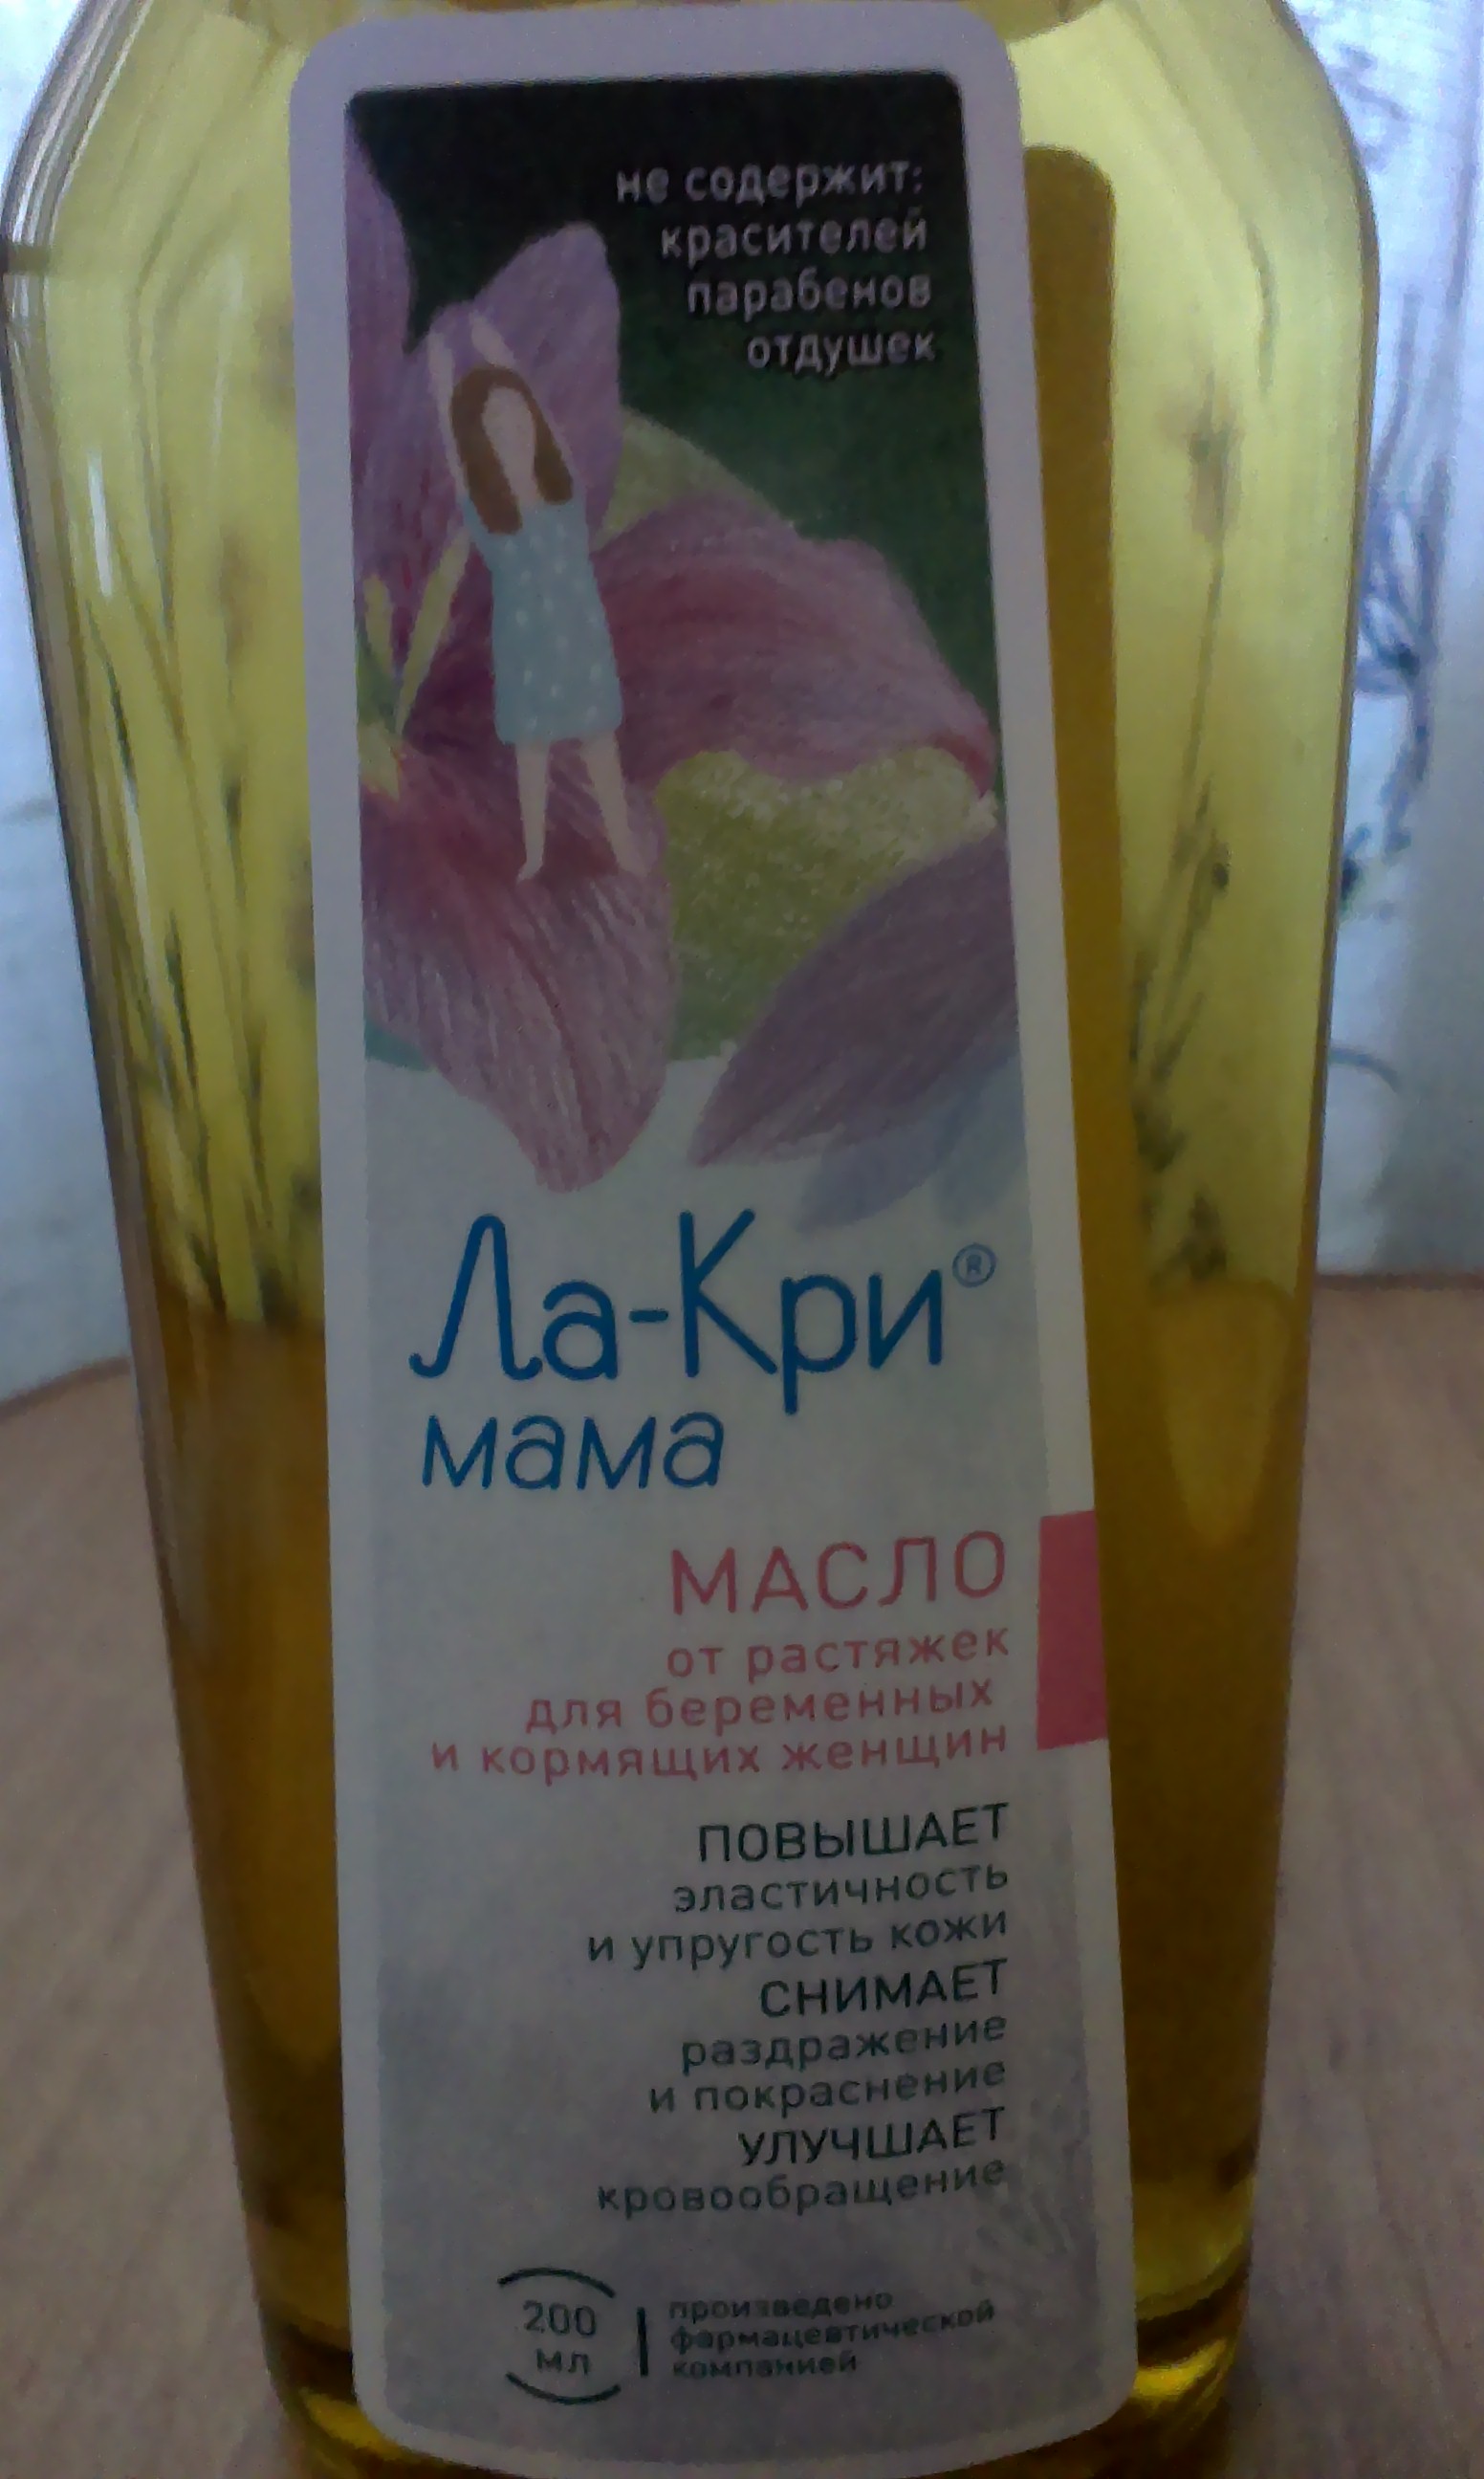 не содержит:
красителей
парабенов
отдушек
Ла-Кри®
мама
МАСЛО
от растяжек
для беременных
и кормящих женщин
ПОВЫШАЕТ
эластичность
и упругость кожи
СНИМАЕТ
раздражение
и покраснение
УЛУЧШАЕТ
кровообращение
200
мл
произведено
фармацевтической
компанией